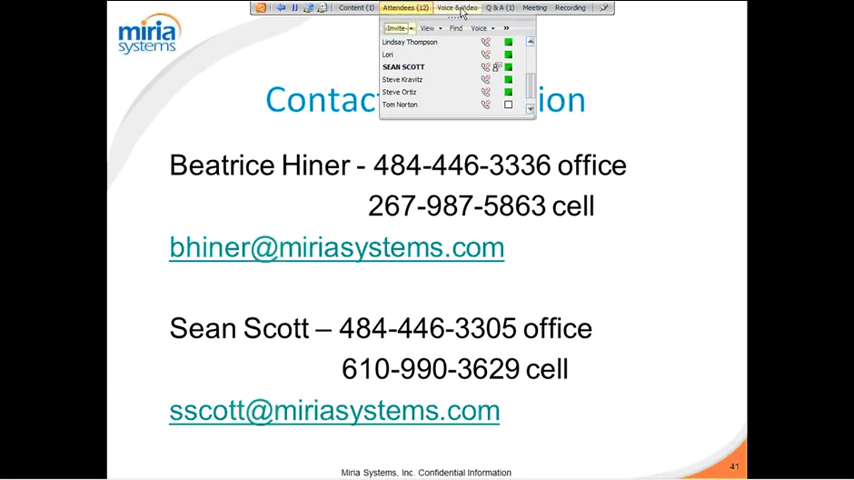 Content (1) Attendees (12) Voice & Video Q & A (1) Meeting Recording
Invite View Find Voice »
Lindsay Thompson
Lori
SEAN SCOTT
Steve Kravitz
Steve Ortiz
Tom Norton
miria
systems
Contac ion
Beatrice Hiner - 484-446-3336 office
267-987-5863 cell
bhiner@miriasystems.com
Sean Scott – 484-446-3305 office
610-990-3629 cell
sscott@miriasystems.com
Miria Systems, Inc. Confidential Information
41